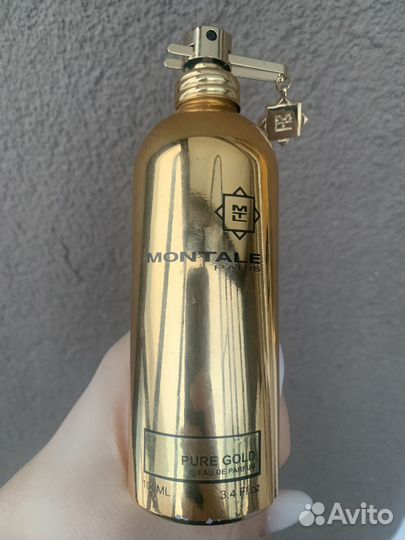 MONTALE
PARIS
PURE GOLD
EAU DE PARFUM
100ML 3.4 Fl oz
Avito